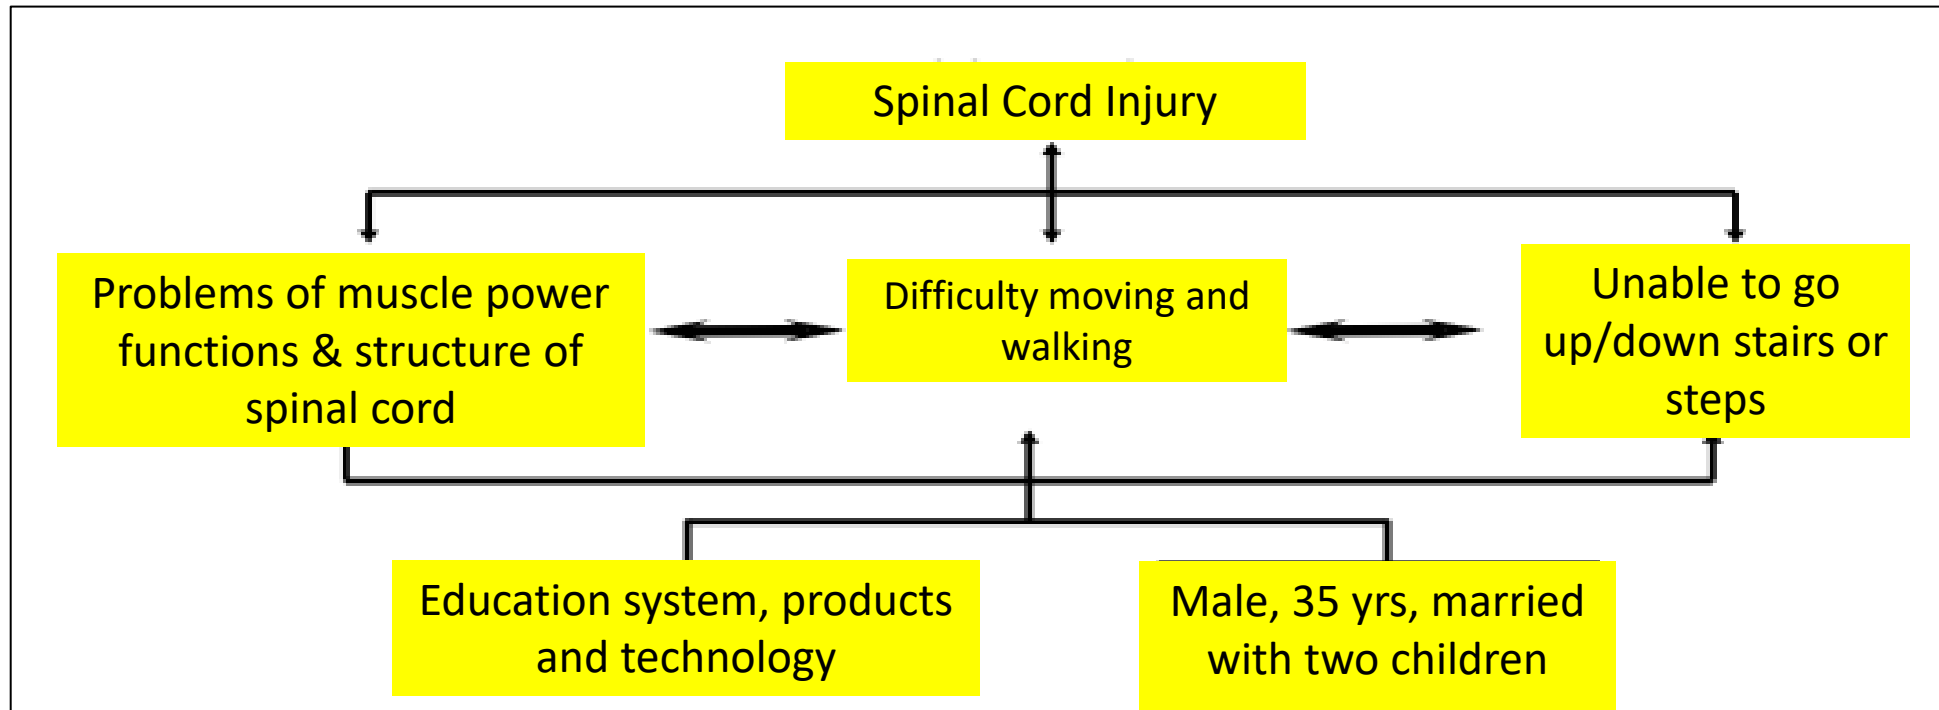 Spinal Cord Injury
Problems of muscle power
functions & structure of
spinal cord
Difficulty moving and
walking
Unable to go
up/down stairs or
steps
Education system, products
and technology
Male, 35 yrs, married
with two children